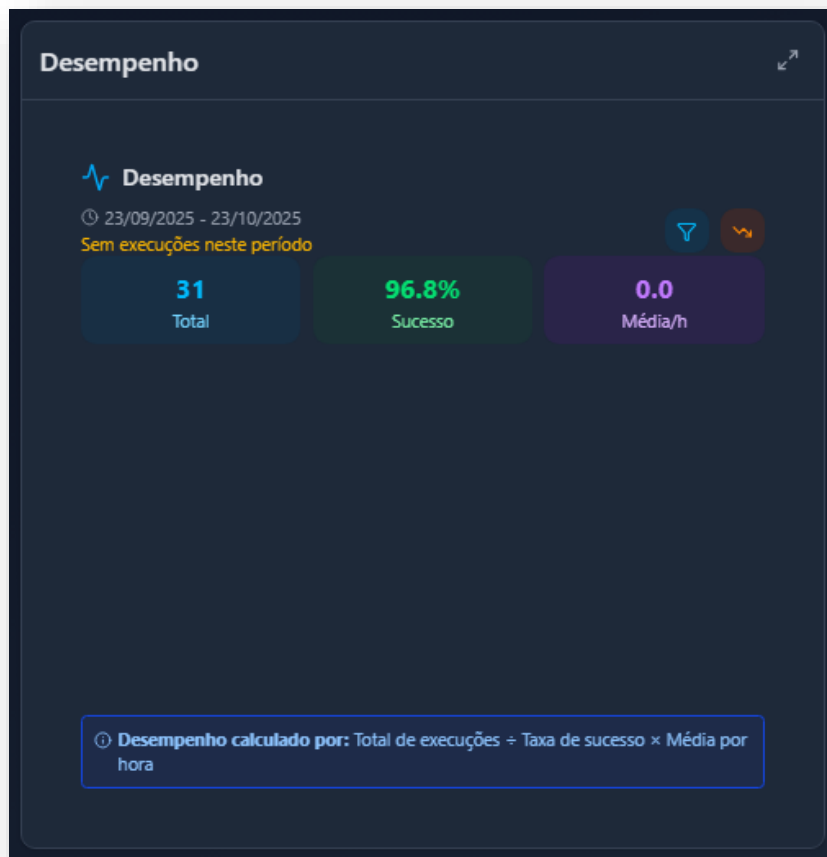 Desempenho
Desempenho
23/09/2025 - 23/10/2025
Sem execuções neste período
31
Total
96.8%
Sucesso
0.0
Média/h
Desempenho calculado por: Total de execuções ÷ Taxa de sucesso × Média por
hora